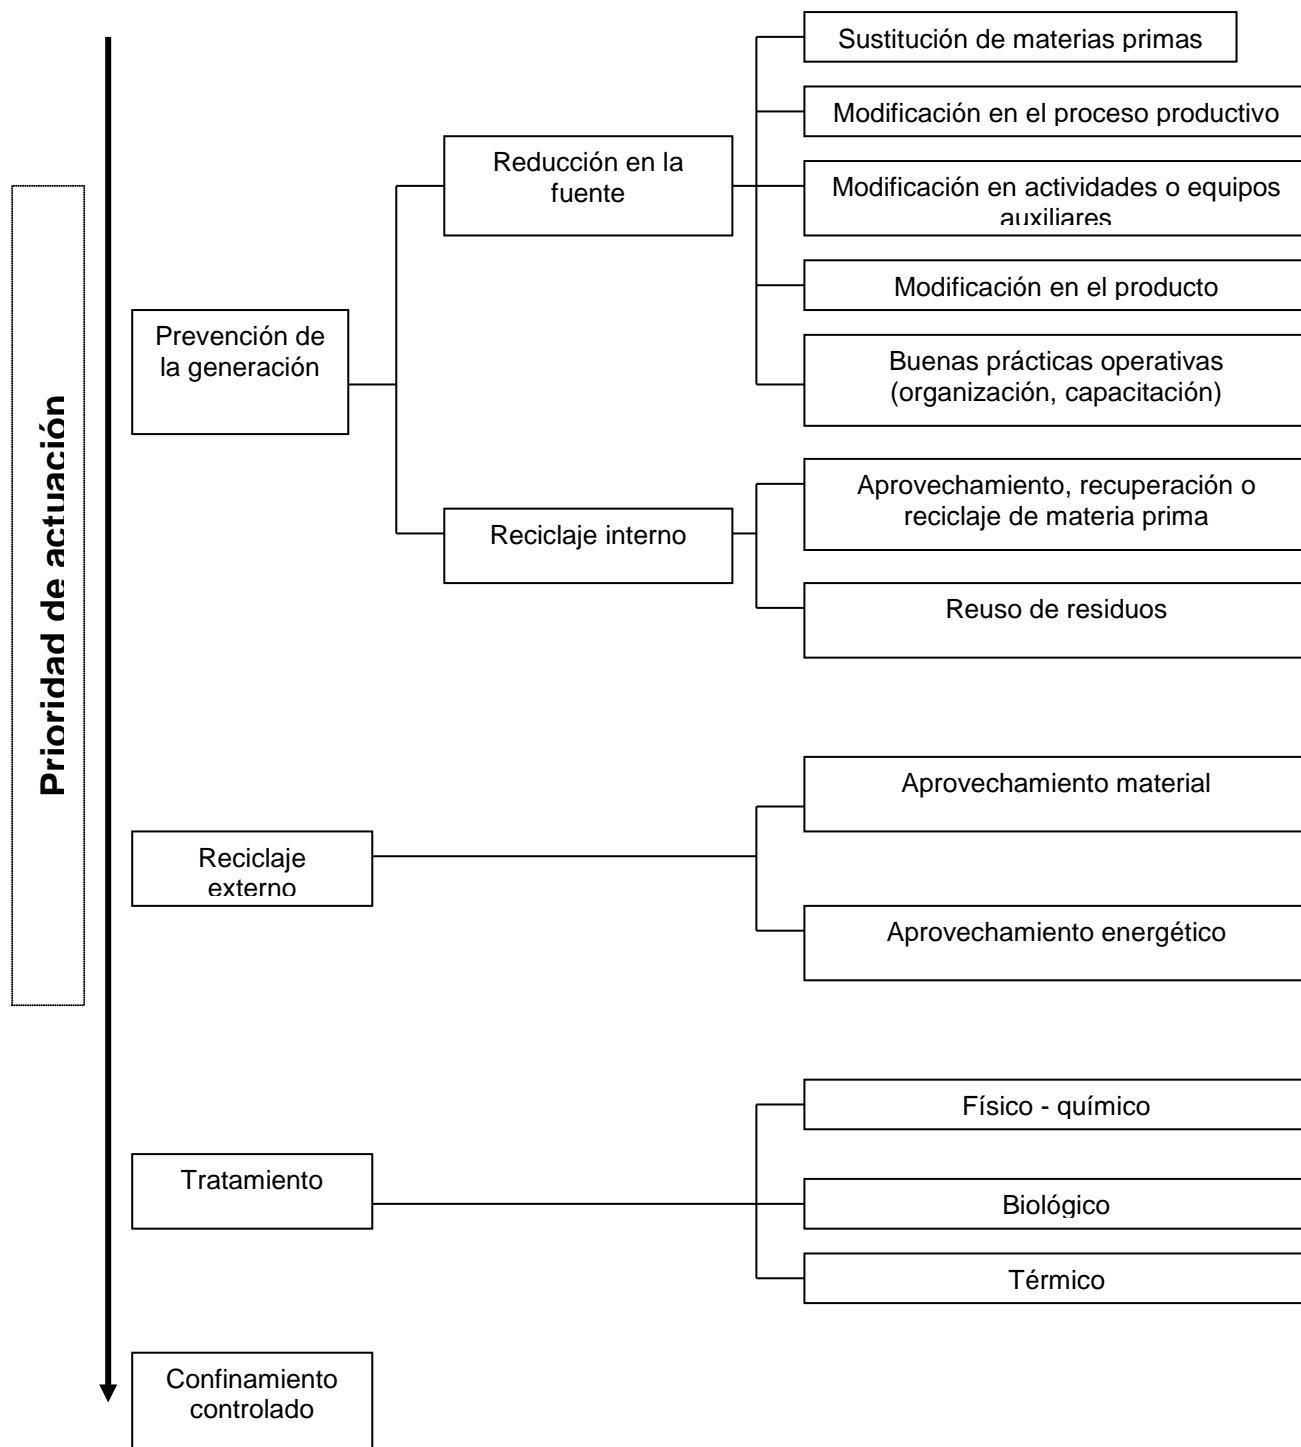 Prioridad de actuación
Prevención de
la generación
Reducción en la
fuente
Sustitución de materias primas
Modificación en el proceso productivo
Modificación en actividades o equipos
auxiliares
Modificación en el producto
Buenas prácticas operativas
(organización, capacitación)
Reciclaje interno
Aprovechamiento, recuperación o
reciclaje de materia prima
Reuso de residuos
Reciclaje
externo
Aprovechamiento material
Aprovechamiento energético
Tratamiento
Físico - químico
Biológico
Térmico
Confinamiento
controlado